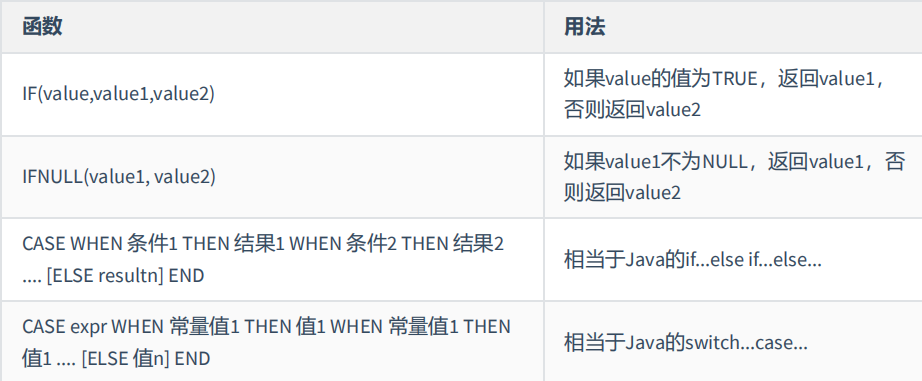 函数
用法
IF(value,value1,value2)
如果value的值为TRUE，返回value1，
否则返回value2
IFNULL(value1, value2)
如果value1不为NULL，返回value1，否
则返回value2
CASE WHEN 条件1 THEN 结果1 WHEN 条件2 THEN 结果2
.... [ELSE resultn] END
相当于Java的if...else if...else...
CASE expr WHEN 常量值1 THEN 值1 WHEN 常量值1 THEN
值1 .... [ELSE 值n] END
相当于Java的switch...case...